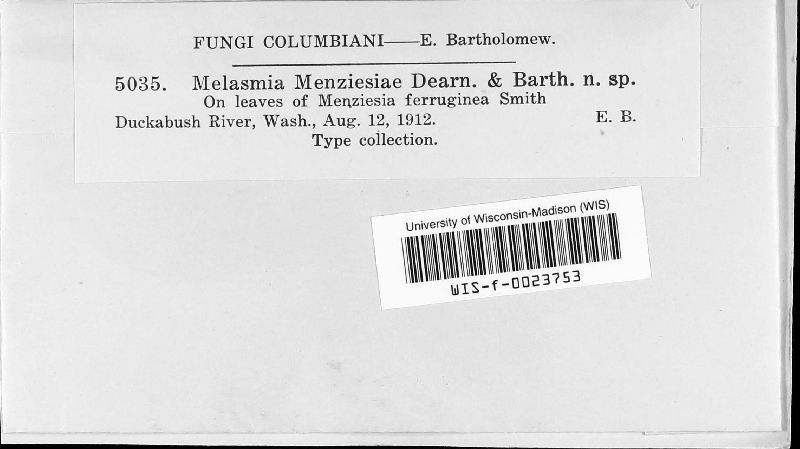 FUNGI COLUMBIANI—E. Bartholomew.
5035. Melasmia Menziesiae Dearn. & Barth. n. sp.
On leaves of Menziesia ferruginea Smith
Duckabush River, Wash., Aug. 12, 1912. E. B.
Type collection.
University of Wisconsin-Madison (WIS)
WIS-f-0023753